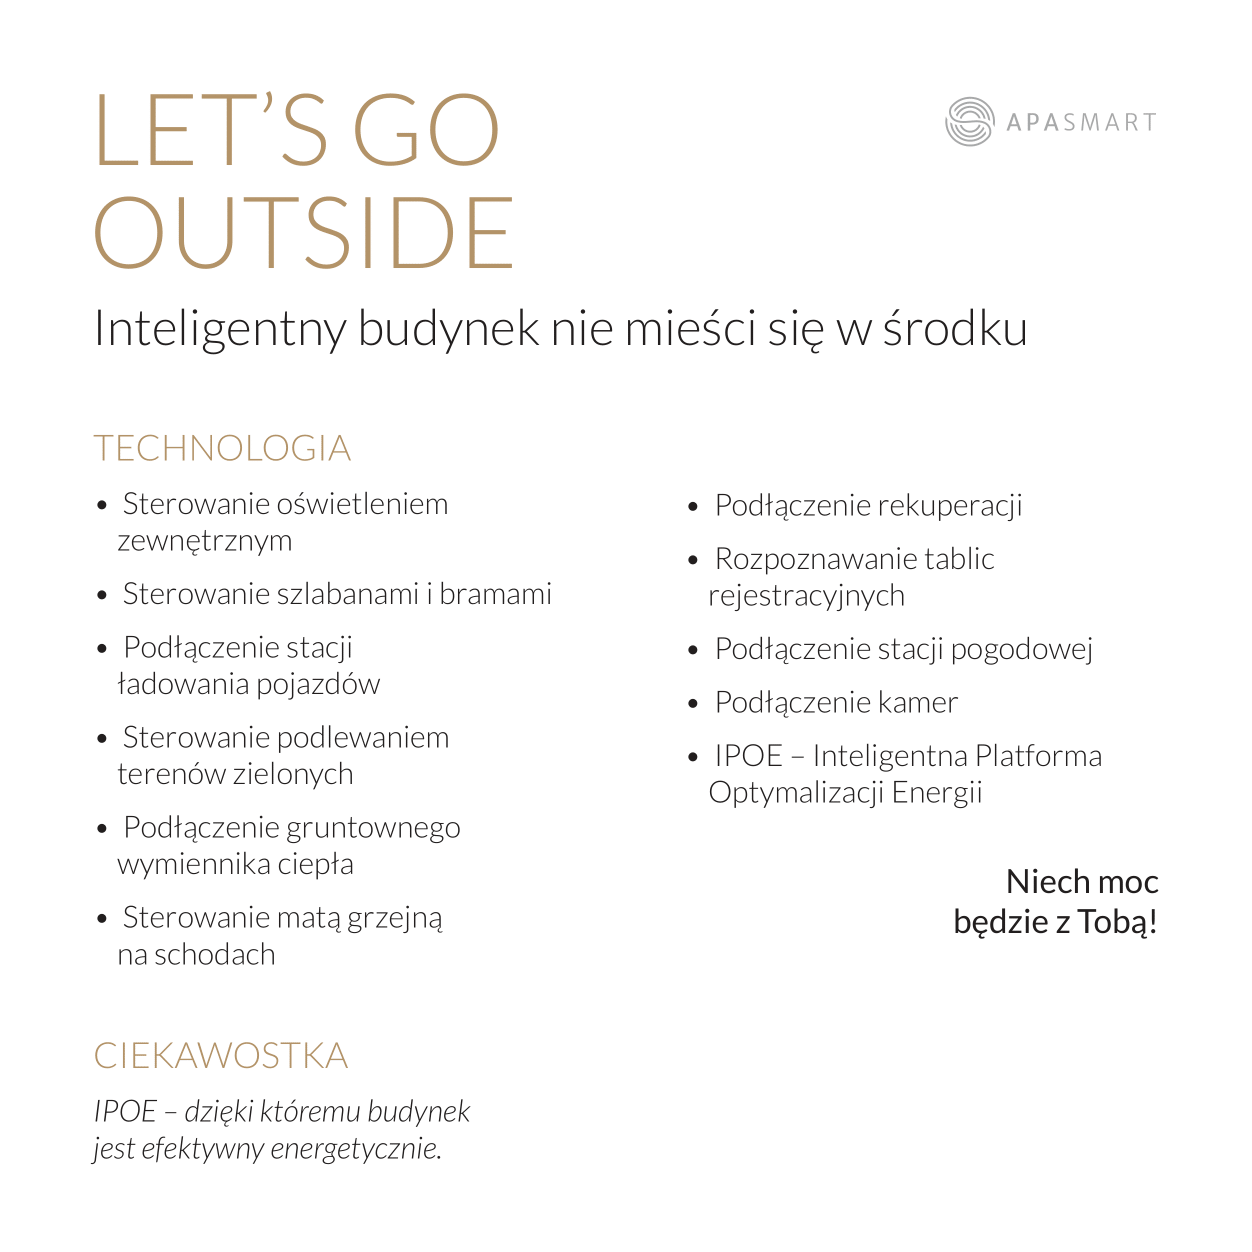 LET’S GO
OUTSIDE
APASMART
Inteligentny budynek nie mieści się w środku
TECHNOLOGIA
• Sterowanie oświetleniem
zewnętrznym
• Sterowanie szlabanami i bramami
• Podłączenie stacji
ładowania pojazdów
• Sterowanie podlewaniem
terenów zielonych
• Podłączenie gruntownego
wymiennika ciepła
• Sterowanie matą grzejną
na schodach
• Podłączenie rekuperacji
• Rozpoznawanie tablic
rejestracyjnych
• Podłączenie stacji pogodowej
• Podłączenie kamer
• IPOE – Inteligentna Platforma
Optymalizacji Energii
Niech moc
będzie z Tobą!
CIEKAWOSTKA
IPOE – dzięki któremu budynek
jest efektywny energetycznie.